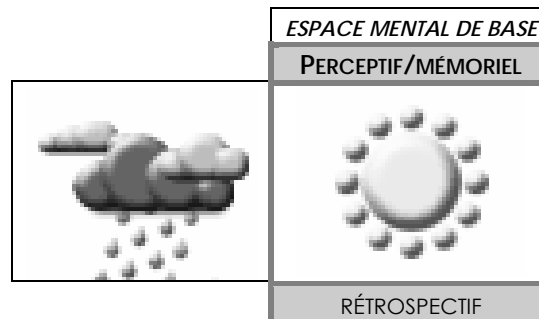 ESPACE MENTAL DE BASE
PERCEPTIF/MÉMORIEL
RÉTROSPECTIF